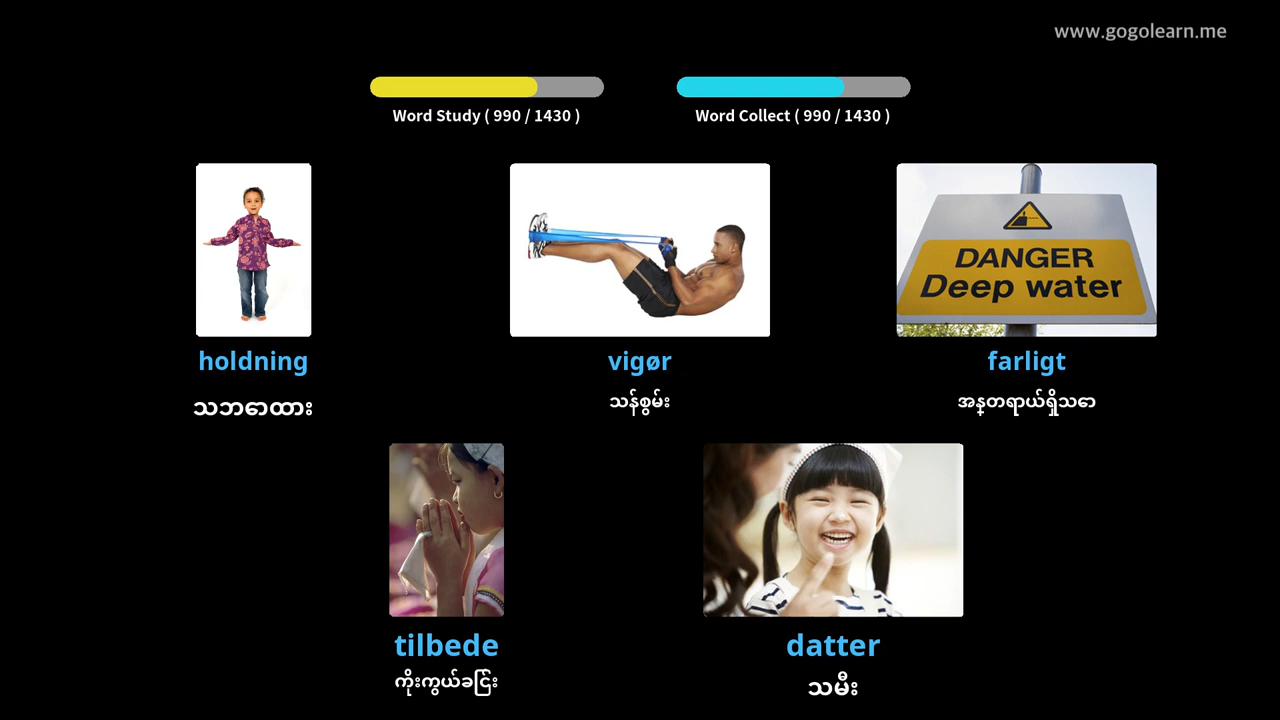 www.gogolearn.me
Word Study ( 990 / 1430 )
Word Collect ( 990 / 1430 )
DANGER
Deep water
holdning
vigør
farligt
သဘောထား
သန်စွမ်း
အန္တရာယ်ရှိသော
tilbede
datter
ကိုးကွယ်ခြင်း
သမီး